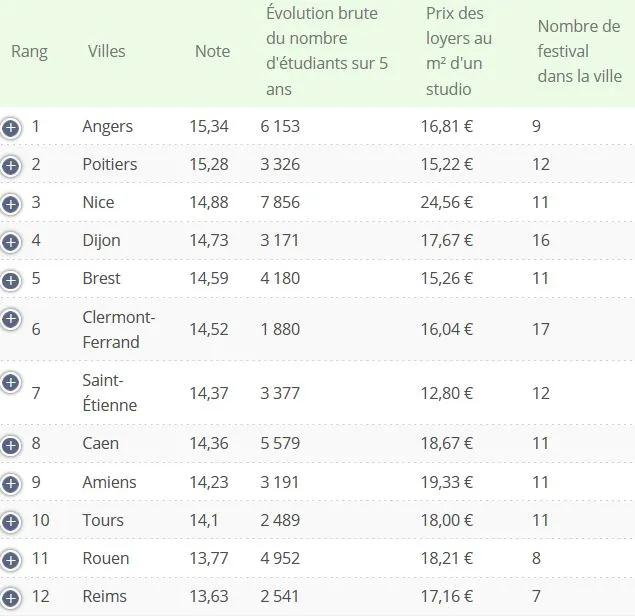 Rang Villes Note Évolution brute du nombre d'étudiants sur 5 ans Prix des loyers au m² d'un studio Nombre de festival dans la ville
1 Angers 15,34 6 153 16,81 € 9
2 Poitiers 15,28 3 326 15,22 € 12
3 Nice 14,88 7 856 24,56 € 11
4 Dijon 14,73 3 171 17,67 € 16
5 Brest 14,59 4 180 15,26 € 11
6 Clermont-Ferrand 14,52 1 880 16,04 € 17
7 Saint-Étienne 14,37 3 377 12,80 € 12
8 Caen 14,36 5 579 18,67 € 11
9 Amiens 14,23 3 191 19,33 € 11
10 Tours 14,1 2 489 18,00 € 11
11 Rouen 13,77 4 952 18,21 € 8
12 Reims 13,63 2 541 17,16 € 7